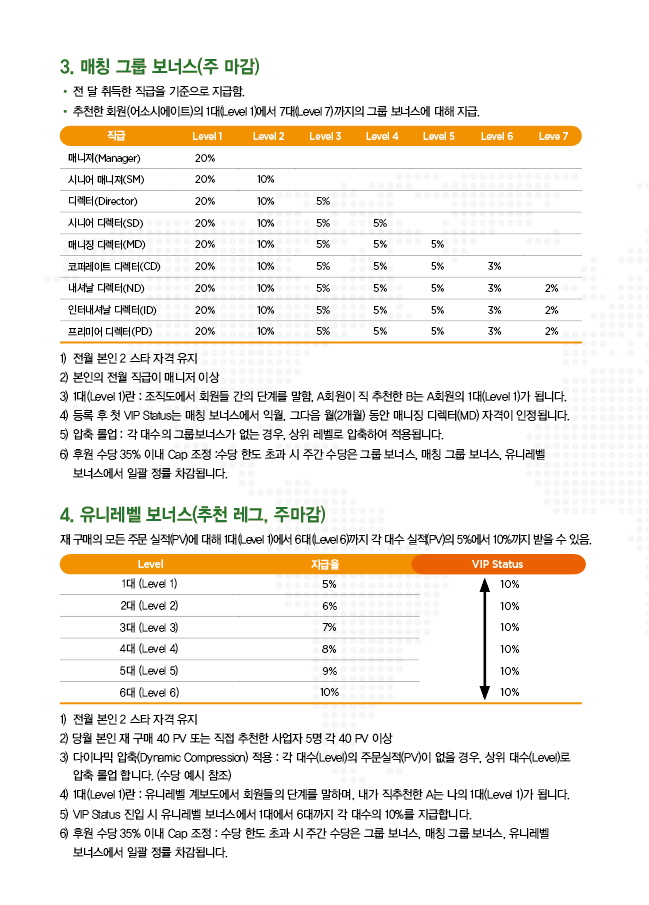 3. 매칭 그룹 보너스(주 마감)
• 전 달 취득한 직급을 기준으로 지급함.
• 추천한 회원(어소시에이트)의 1대(Level 1)에서 7대(Level 7)까지의 그룹 보너스에 대해 지급.
직급 Level 1 Level 2 Level 3 Level 4 Level 5 Level 6 Leve 7
매니져(Manager) 20%
시니어 매니져(SM) 20% 10%
디렉터(Director) 20% 10% 5%
시니어 디렉터(SD) 20% 10% 5% 5%
매니징 디렉터(MD) 20% 10% 5% 5% 5%
코퍼레이트 디렉터(CD) 20% 10% 5% 5% 5% 3%
내셔날 디렉터(ND) 20% 10% 5% 5% 5% 3% 2%
인터내셔날 디렉터(ID) 20% 10% 5% 5% 5% 3% 2%
프리미어 디렉터(PD) 20% 10% 5% 5% 5% 3% 2%
1) 전월 본인 2 스타 자격 유지
2) 본인의 전월 직급이 매니저 이상
3) 1대(Level 1)란 : 조직도에서 회원들 간의 단계를 말함, A회원이 직 추천한 B는 A회원의 1대(Level 1)가 됩니다.
4) 등록 후 첫 VIP Status는 매칭 보너스에서 익월, 그다음 월(2개월) 동안 매니징 디렉터(MD) 자격이 인정됩니다.
5) 압축 롤업 : 각 대수의 그룹보너스가 없는 경우, 상위 레벨로 압축하여 적용됩니다.
6) 후원 수당 35% 이내 Cap 조정 :수당 한도 초과 시 주간 수당은 그룹 보너스, 매칭 그룹 보너스, 유니레벨
보너스에서 일괄 정률 차감됩니다.
4. 유니레벨 보너스(추천 레그, 주마감)
재 구매의 모든 주문 실적(PV)에 대해 1대(Level 1)에서 6대(Level 6)까지 각 대수 실적(PV)의 5%에서 10%까지 받을 수 있음.
Level 지급율 VIP Status
1대 (Level 1) 5% 10%
2대 (Level 2) 6% 10%
3대 (Level 3) 7% 10%
4대 (Level 4) 8% 10%
5대 (Level 5) 9% 10%
6대 (Level 6) 10% 10%
1) 전월 본인 2 스타 자격 유지
2) 당월 본인 재 구매 40 PV 또는 직접 추천한 사업자 5명 각 40 PV 이상
3) 다이나믹 압축(Dynamic Compression) 적용 : 각 대수(Level)의 주문실적(PV)이 없을 경우, 상위 대수(Level)로
압축 롤업 합니다. (수당 예시 참조)
4) 1대(Level 1)란 : 유니레벨 계보도에서 회원들의 단계를 말하며, 내가 직추천한 A는 나의 1대(Level 1)가 됩니다.
5) VIP Status 진입 시 유니레벨 보너스에서 1대에서 6대까지 각 대수의 10%를 지급합니다.
6) 후원 수당 35% 이내 Cap 조정 : 수당 한도 초과 시 주간 수당은 그룹 보너스, 매칭 그룹 보너스, 유니레벨
보너스에서 일괄 정률 차감됩니다.